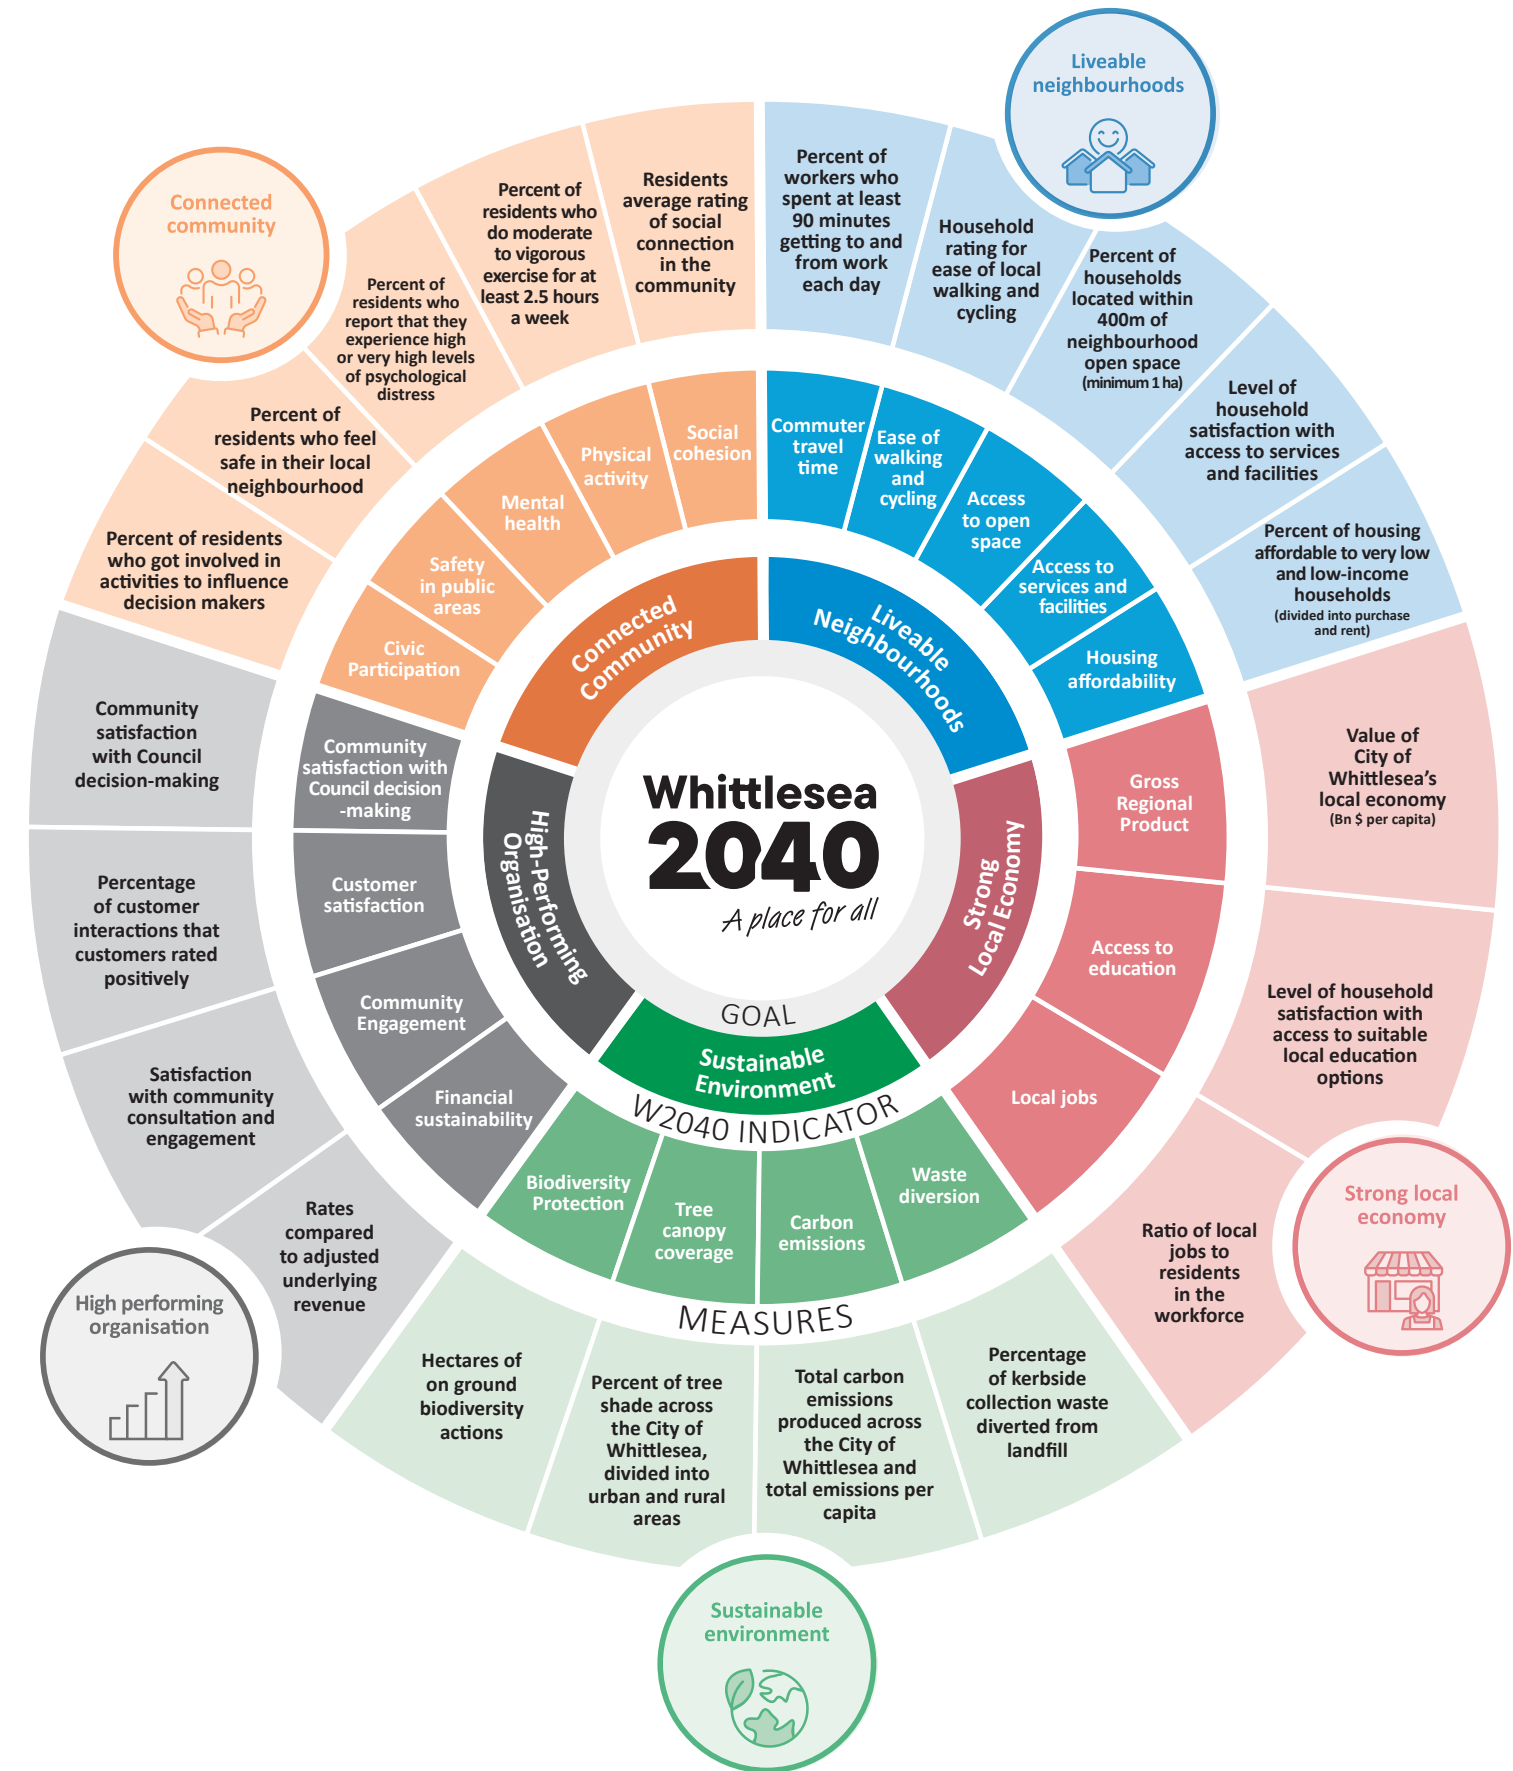 Liveable
neighbourhoods
Connected
community
Percent of
workers who
spent at least
90 minutes
getting to and
from work
each day
Household
rating for
ease of local
walking and
cycling
Percent of
households
located within
400m of
neighbourhood
open space
(minimum 1 ha)
Level of
household
satisfaction with
access to services
and facilities
Percent of housing
affordable to very low
and low-income
households
(divided into purchase
and rent)
Value of
City of
Whittlesea's
local economy
(Bn $ per capita)
Level of household
satisfaction with
access to suitable
local education
options
Strong local
economy
Ratio of local
jobs to
residents
in the
workforce
Percentage
of kerbside
collection waste
diverted from
landfill
Total carbon
emissions
produced across
the City of
Whittlesea and
total emissions per
capita
Percent of tree
shade across
the City of
Whittlesea,
divided into
urban and rural
areas
Hectares of
on ground
biodiversity
actions
Sustainable
environment
High performing
organisation
Rates
compared
to adjusted
underlying
revenue
Satisfaction
with community
consultation and
engagement
Percentage
of customer
interactions that
customers rated
positively
Community
satisfaction
with Council
decision-making
Percent of residents
who got involved in
activities to influence
decision makers
Percent of
residents who feel
safe in their local
neighbourhood
Percent of
residents who
report that they
experience high
or very high levels
of psychological
distress
Percent of
residents who
do moderate
to vigorous
exercise for at
least 2.5 hours
a week
Residents
average rating
of social
connection
in the
community
Commuter
travel
time
Ease of
walking
and
cycling
Access
to open
space
Access to
services and
facilities
Housing
affordability
Gross
Regional
Product
Access to
education
Local jobs
Waste
diversion
Carbon
emissions
Tree
canopy
coverage
Biodiversity
Protection
Financial
sustainability
Community
Engagement
Customer
satisfaction
Community
satisfaction with
Council decision
-making
Civic
Participation
Safety
in public
areas
Mental
health
Physical
activity
Social
cohesion
Connected
Community
Liveable
Neighbourhoods
Strong
Local Economy
High-Performing
Organisation
Whittlesea
2040
A place for all
GOAL
Sustainable
Environment
W2040 INDICATOR
MEASURES